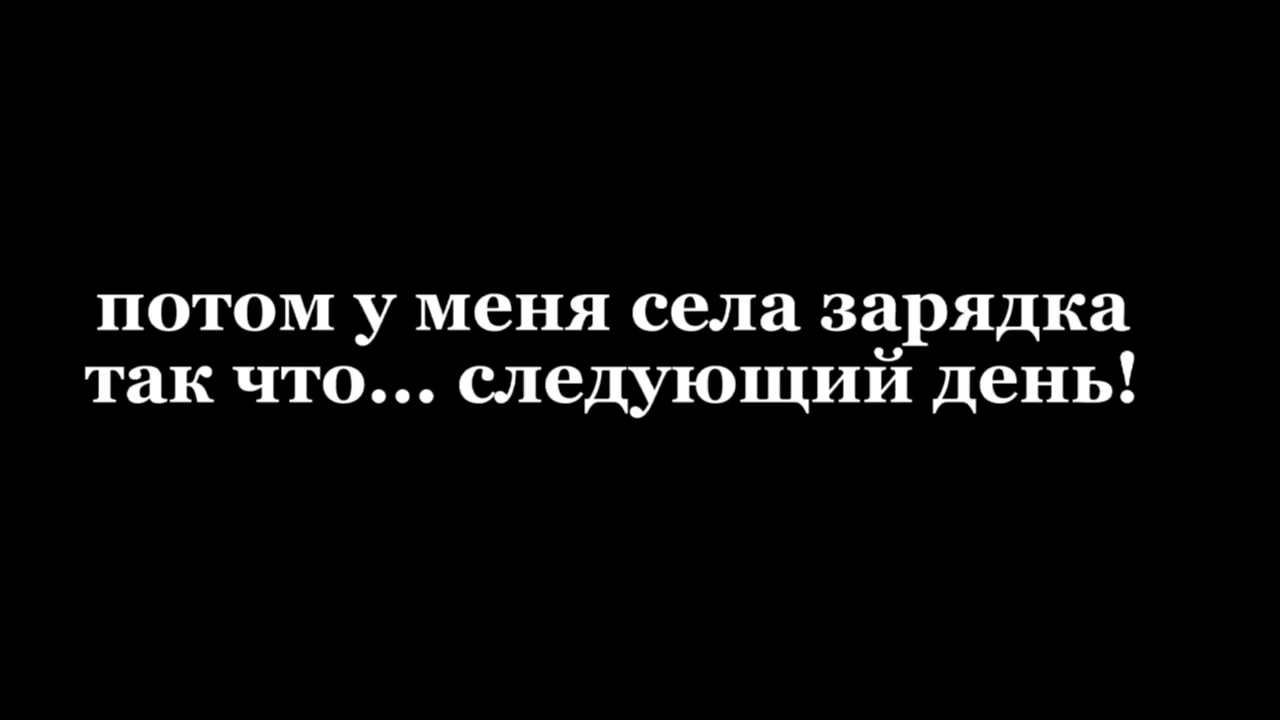 потом у меня села зарядка
так что... следующий день!